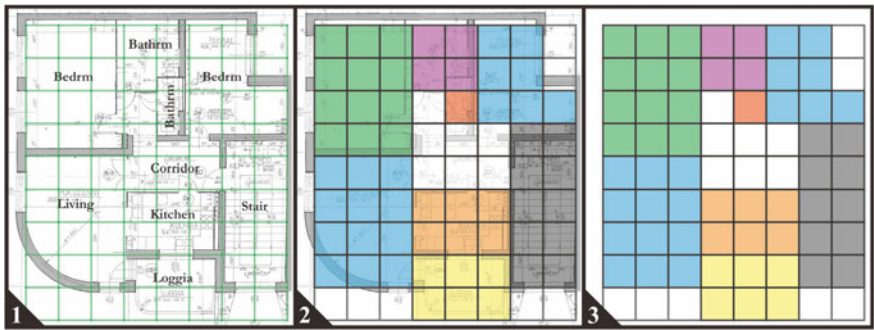 Bathrm
Bedrm
Bedrm
Bathrm
Corridor
Living
Kitchen
Stair
Loggia
1
2
3